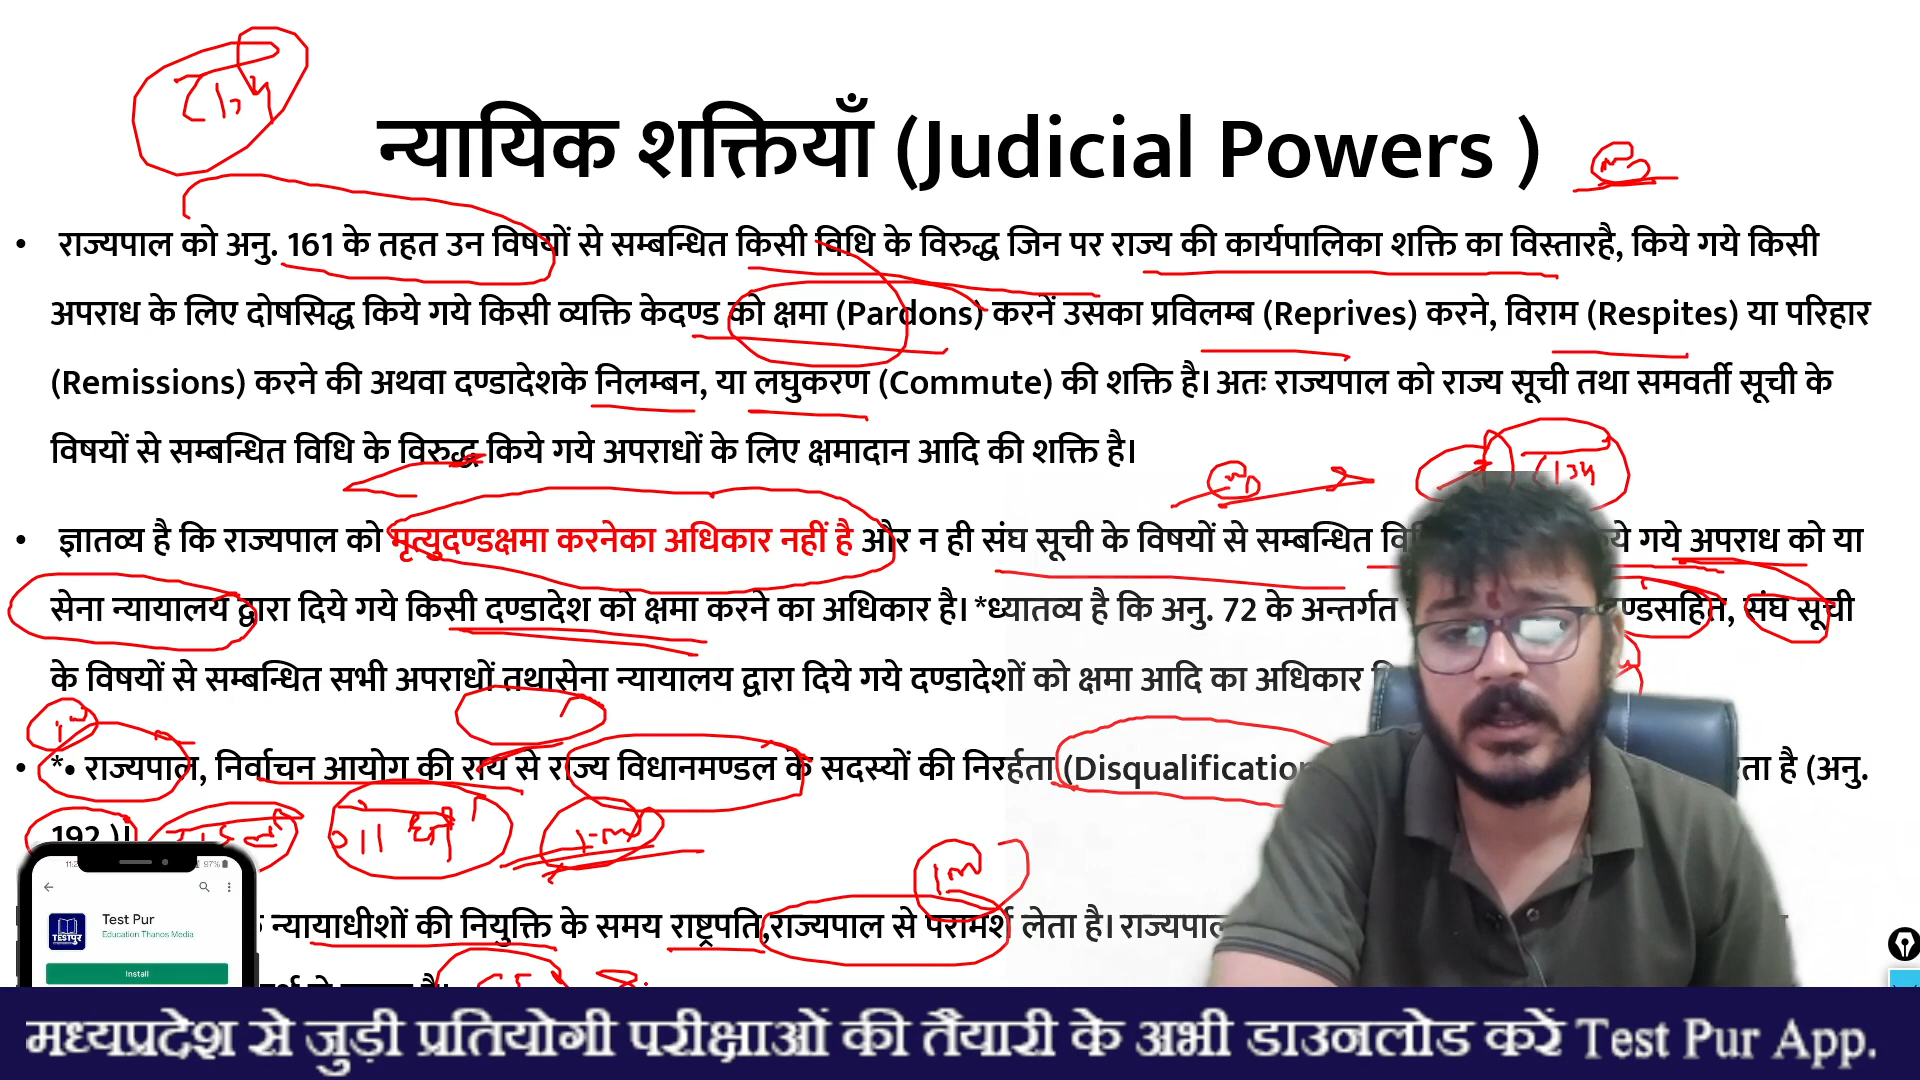 न्यायिक शक्तियाँ (Judicial Powers )
• राज्यपाल को अनु. 161 के तहत उन विषयों से सम्बन्धित किसी विधि के विरुद्ध जिन पर राज्य की कार्यपालिका शक्ति का विस्तारहै, किये गये किसी
अपराध के लिए दोषसिद्ध किये गये किसी व्यक्ति केदण्ड को क्षमा (Pardons) करनें उसका प्रविलम्ब (Reprives) करने, विराम (Respites) या परिहार
(Remissions) करने की अथवा दण्डादेशके निलम्बन, या लघुकरण (Commute) की शक्ति है। अतः राज्यपाल को राज्य सूची तथा समवर्ती सूची के
विषयों से सम्बन्धित विधि के विरुद्ध किये गये अपराधों के लिए क्षमादान आदि की शक्ति है।
• ज्ञातव्य है कि राज्यपाल को मृत्युदण्डक्षमा करनेका अधिकार नहीं है और न ही संघ सूची के विषयों से सम्बन्धित गये अपराध को या
सेना न्यायालय द्वारा दिये गये किसी दण्डादेश को क्षमा करने का अधिकार है। *ध्यातव्य है कि अनु. 72 के अन्तर्गत संघ सूची
के विषयों से सम्बन्धित सभी अपराधों तथासेना न्यायालय द्वारा दिये गये दण्डादेशों को क्षमा आदि का अधिकार
• *• राज्यपाल, निर्वाचन आयोग की राय से राज्य विधानमण्डल के सदस्यों की निरर्हता है (अनु.
192 )।
न्यायाधीशों की नियुक्ति के समय राष्ट्रपति,राज्यपाल से परामर्श लेता है।
97%
Test Pur
Education Thanos Media
टेस्टपुर
Install
मध्यप्रदेश से जुड़ी प्रतियोगी परीक्षाओं की तैयारी के अभी डाउनलोड करें Test Pur App.